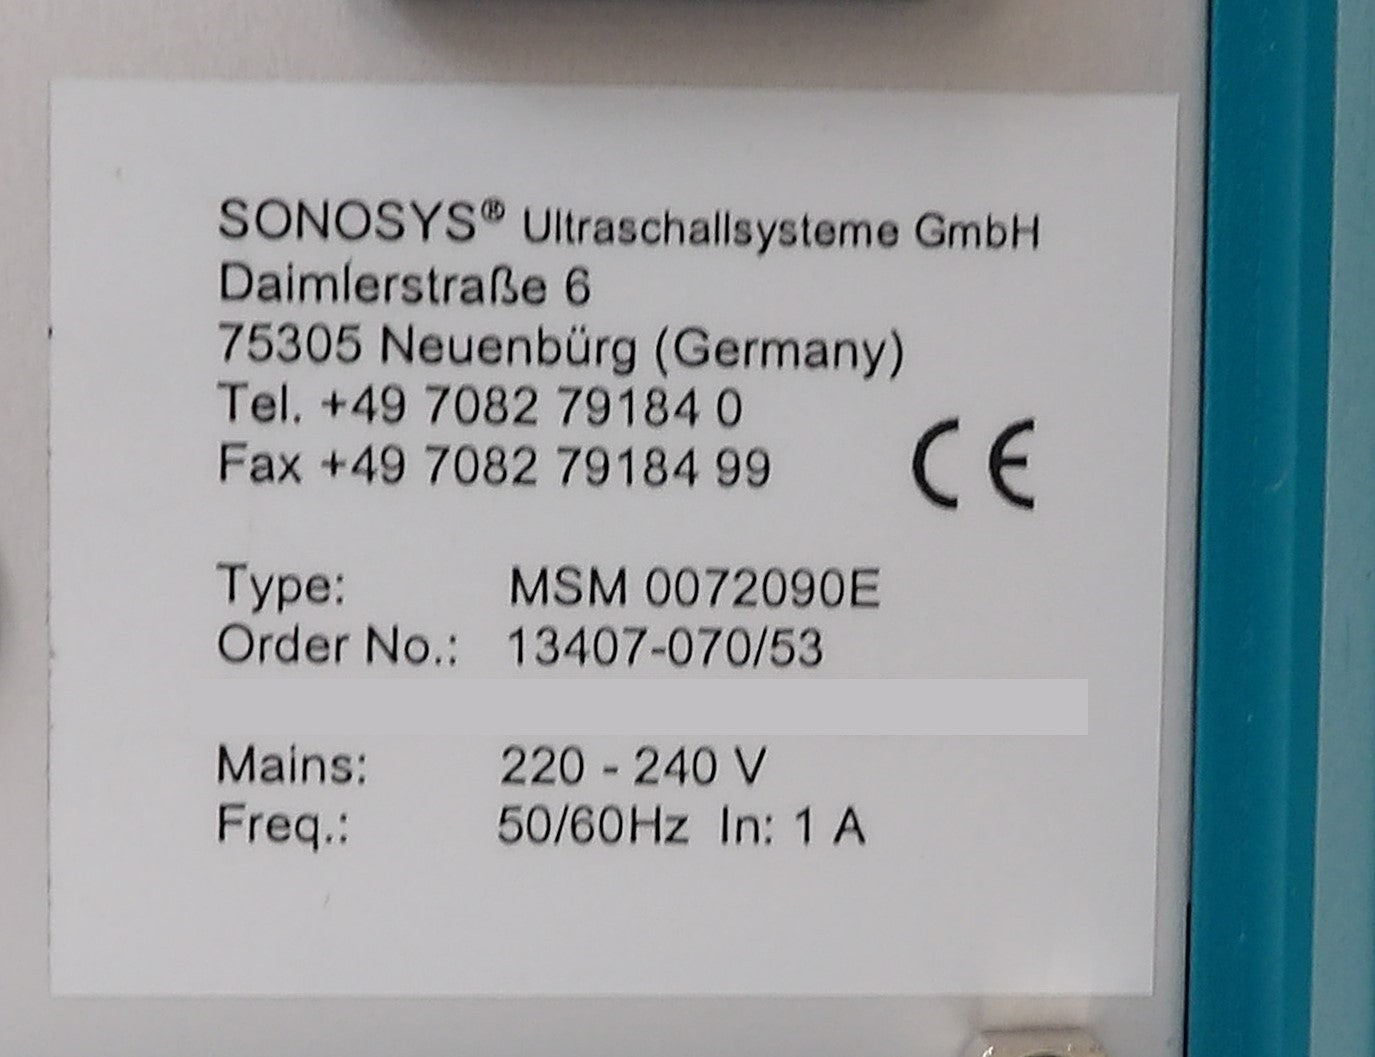 SONOSYS® Ultraschallsysteme GmbH
Daimlerstraße 6
75305 Neuenbürg (Germany)
Tel. +49 7082 79184 0
Fax +49 7082 79184 99
CE
Type: MSM 0072090E
Order No.: 13407-070/53
Mains: 220 - 240 V
Freq.: 50/60Hz In: 1 A